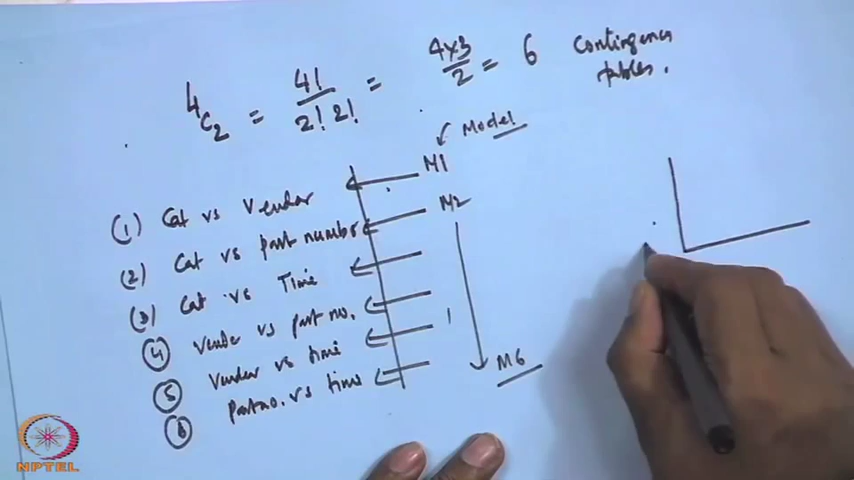 4C2 = 4!/2!2! = 4x3/2 = 6 Contingency tables.
M1 Model
M2
(1) Cat vs Vendor
(2) Cat vs part number
(3) Cat vs Time
(4) Vendor vs part no.
(5) Vendor vs time
(6) part no. vs time
M6
NPTEL